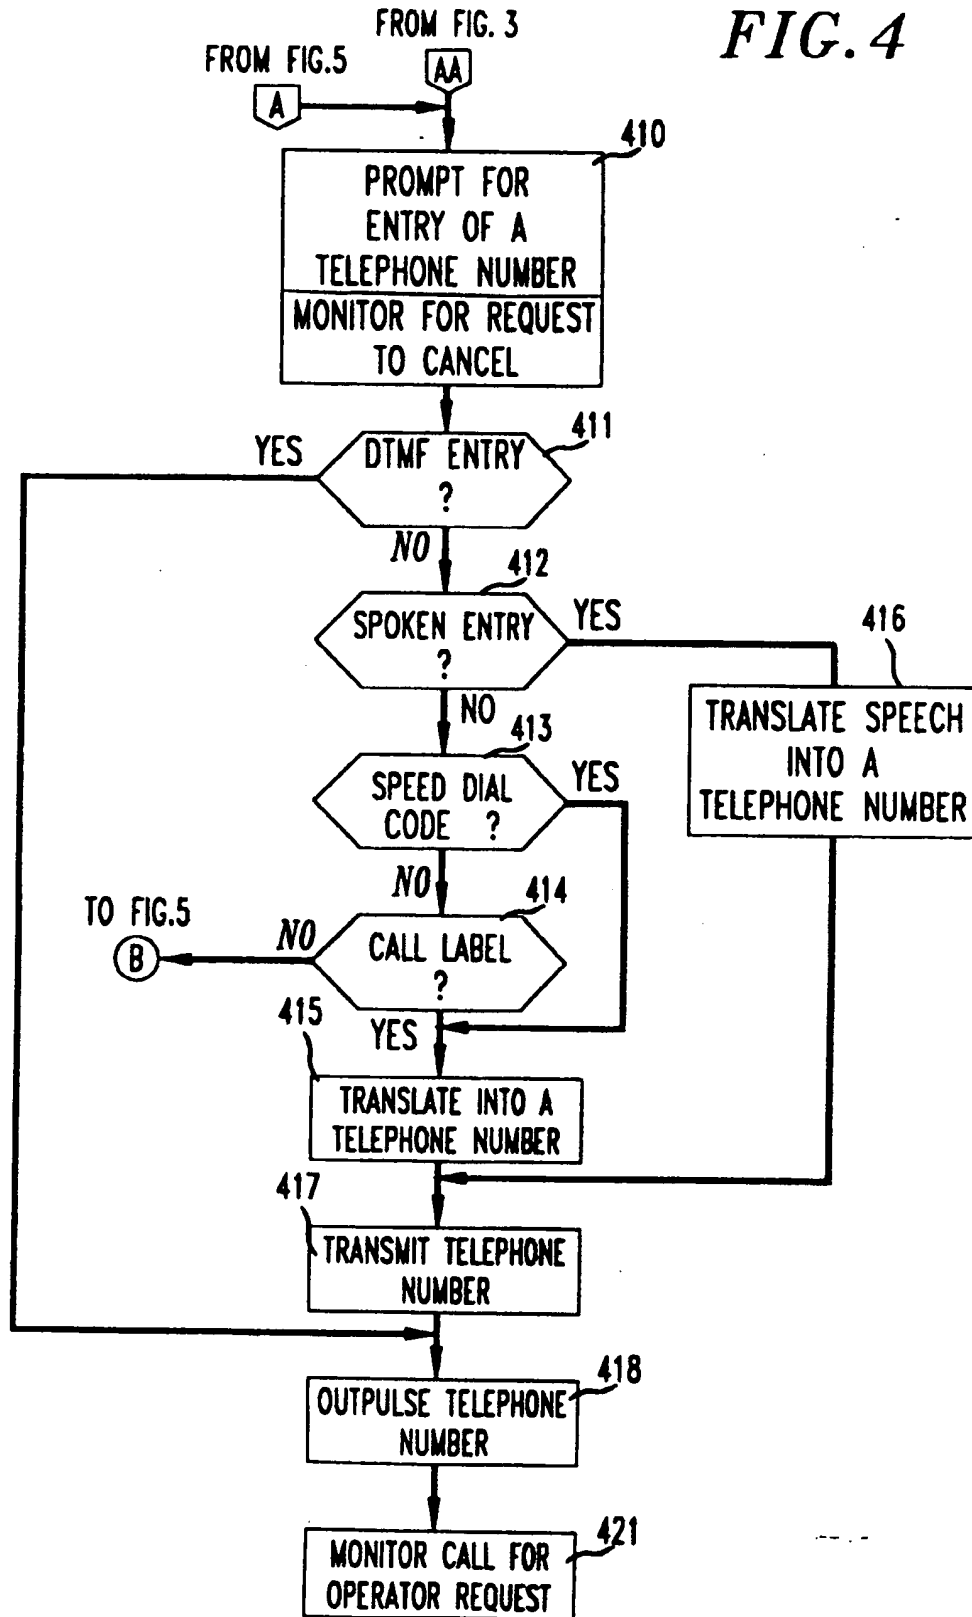 FIG. 4
FROM FIG. 3
FROM FIG.5
AA
A
410
PROMPT FOR
ENTRY OF A
TELEPHONE NUMBER
MONITOR FOR REQUEST
TO CANCEL
411
YES
DTMF ENTRY
?
NO
412
SPOKEN ENTRY
?
YES
416
NO
TRANSLATE SPEECH
INTO A
TELEPHONE NUMBER
413
SPEED DIAL
CODE ?
YES
NO
414
TO FIG.5
B
NO
CALL LABEL
?
415
YES
TRANSLATE INTO A
TELEPHONE NUMBER
417
TRANSMIT TELEPHONE
NUMBER
418
OUTPULSE TELEPHONE
NUMBER
421
MONITOR CALL FOR
OPERATOR REQUEST